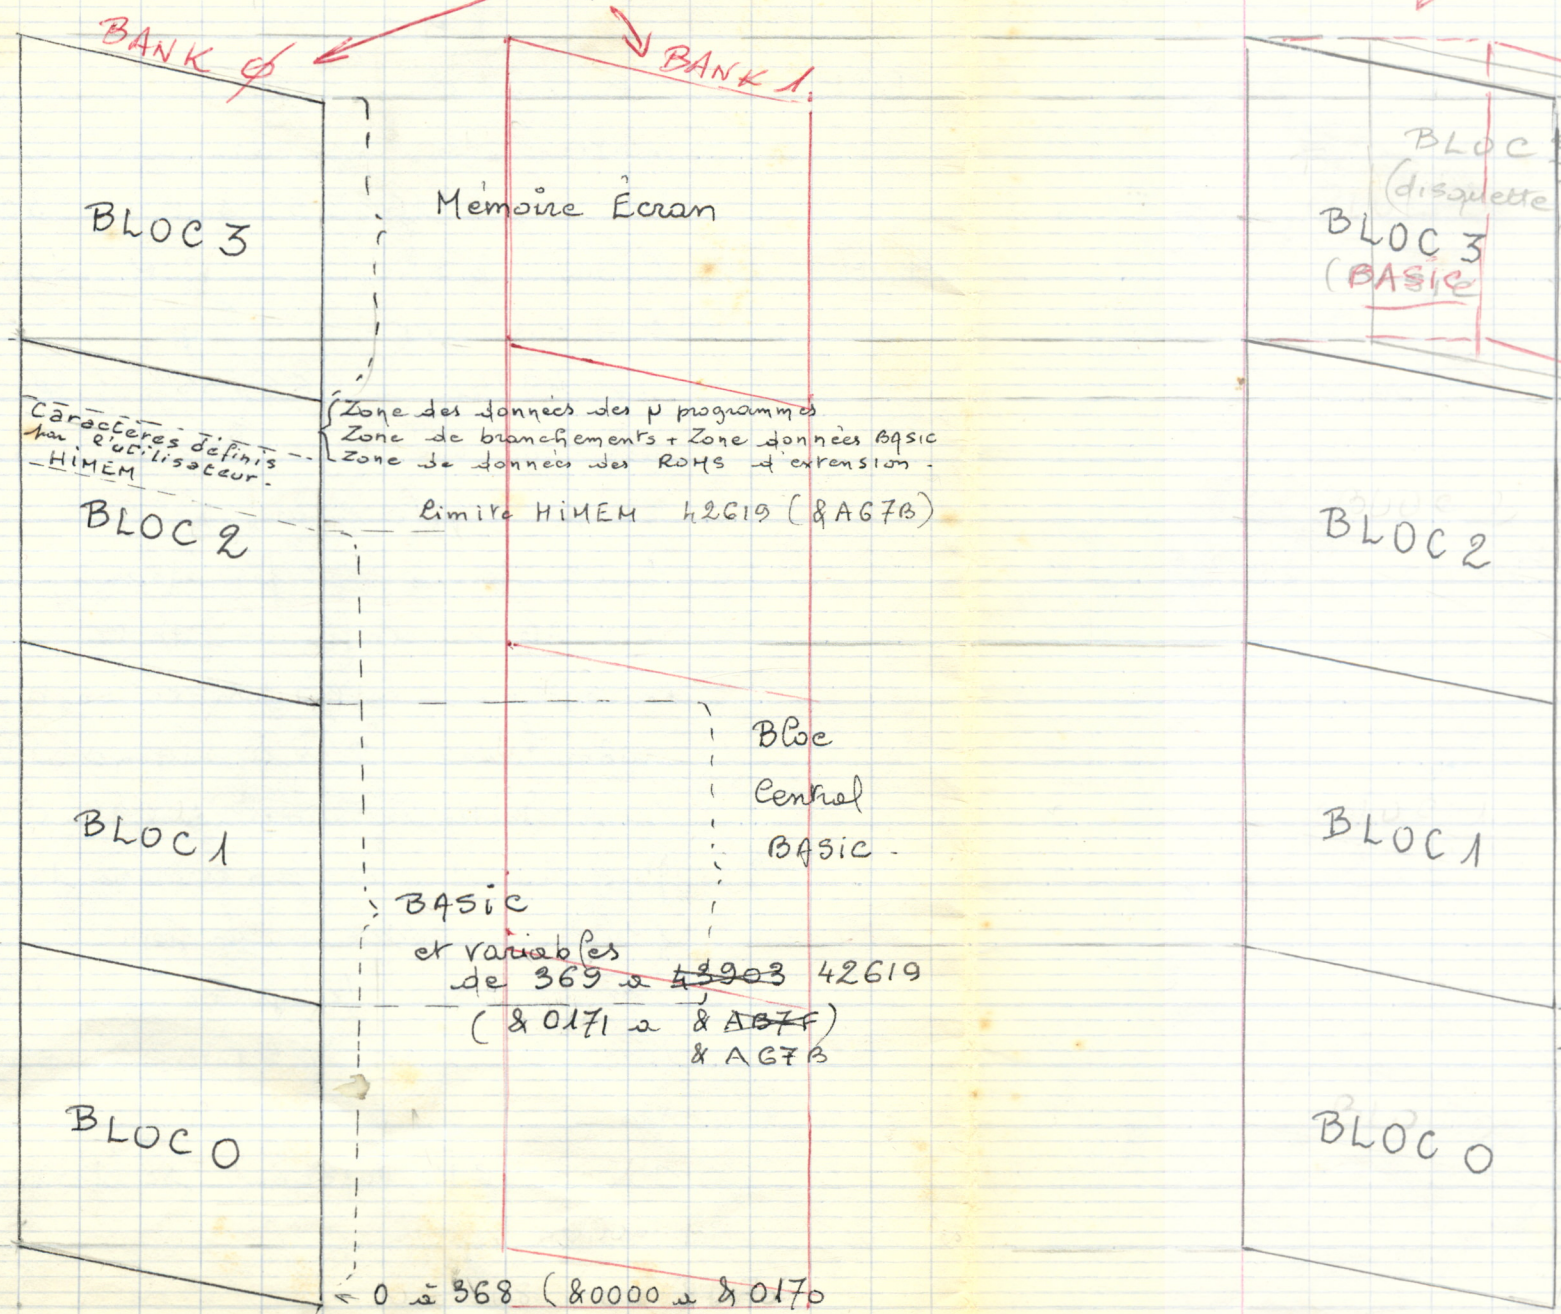 BANK 0
BANK 1
BLOC 3
Mémoire Écran
Caractères définis
par l'utilisateur.
HIMEM
Zone des données des µ programmes
Zone de branchements + Zone données BASIC
Zone de données des ROMS d'extension.
limite HIMEM 42619 (&A67B)
BLOC 2
Bloc
Central
BASIC.
BLOC 1
BASIC
et variables
de 369 a 43903 42619
(&0171 a &AB7F)
&A67B
BLOC 0
0 à 368 (&0000 a &0170
BLOC
(disquette
BLOC 3
(BASIC
BLOC 2
BLOC 1
BLOC 0